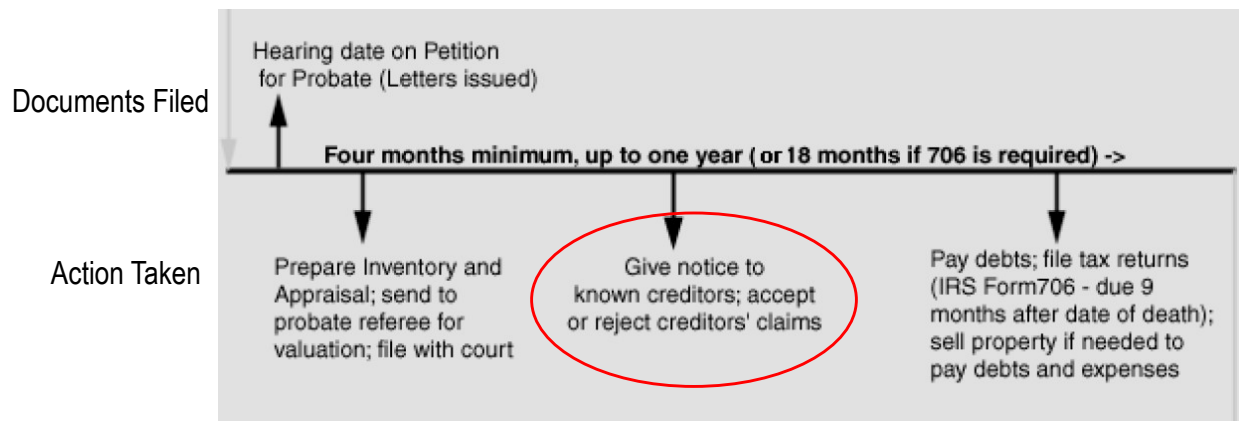 Hearing date on Petition
for Probate (Letters issued)
Documents Filed
Four months minimum, up to one year (or 18 months if 706 is required) ->
Action Taken
Prepare Inventory and
Appraisal; send to
probate referee for
valuation; file with court
Give notice to
known creditors; accept
or reject creditors' claims
Pay debts; file tax returns
(IRS Form706 - due 9
months after date of death);
sell property if needed to
pay debts and expenses